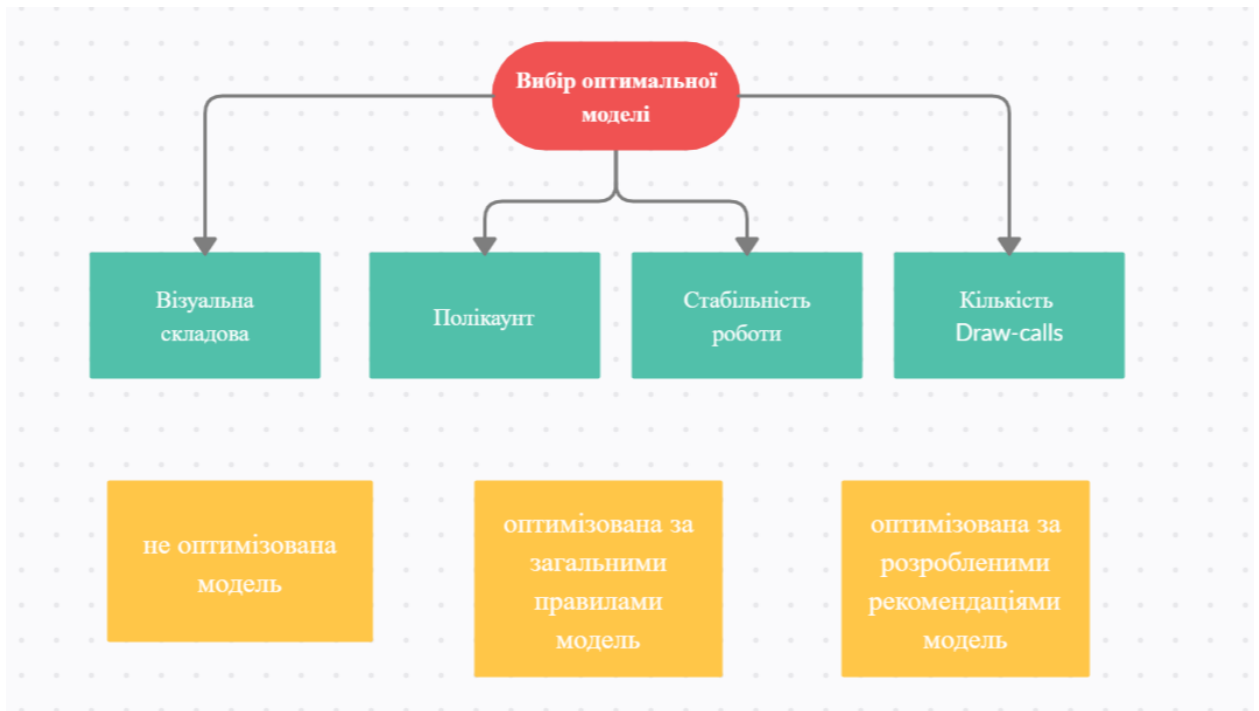 Вибір оптимальної
моделі
Візуальна
складова
Полікаунт
Стабільність
роботи
Кількість
Draw-calls
не оптимізована
модель
оптимізована за
загальними
правилами
модель
оптимізована за
розробленими
рекомендаціями
модель